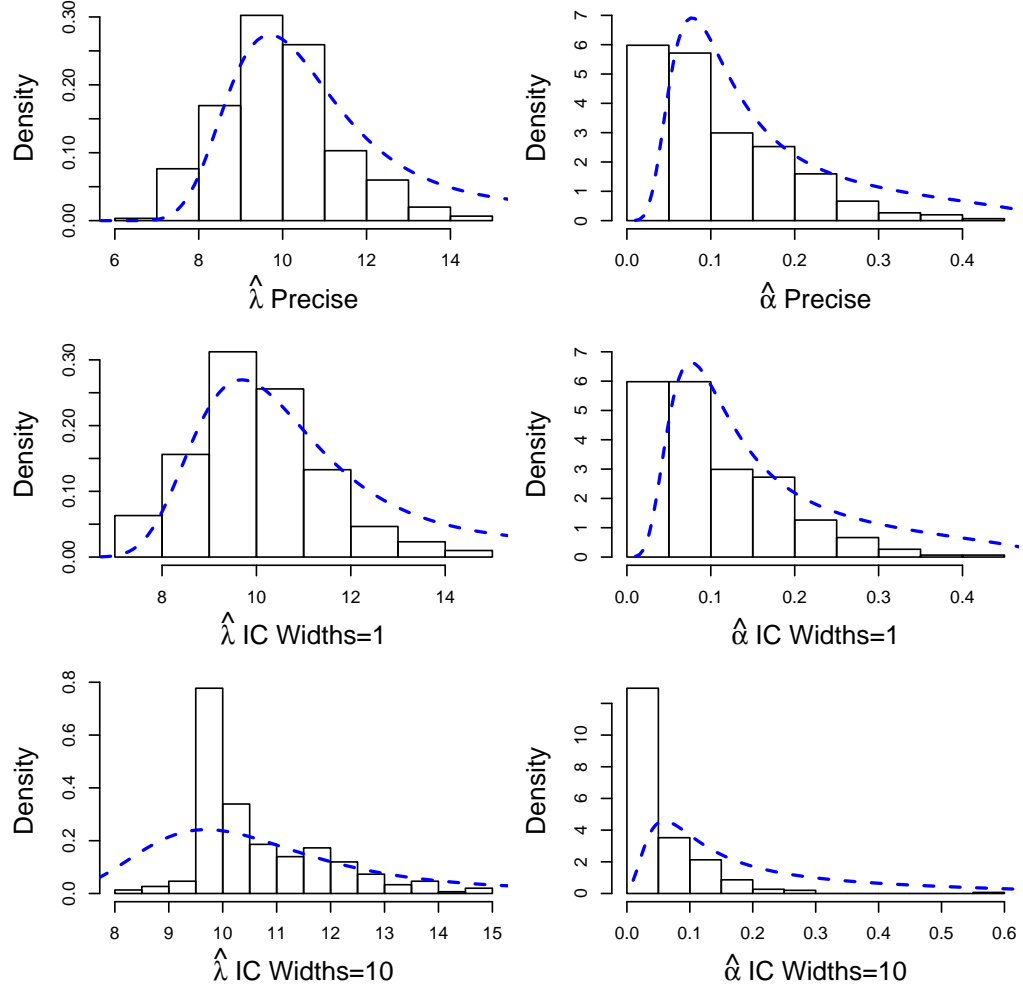 Density
0.00 0.10 0.20 0.30
6 8 10 12 14
λ̂ Precise
Density
0 1 2 3 4 5 6 7
0.0 0.1 0.2 0.3 0.4
α̂ Precise
Density
0.00 0.10 0.20 0.30
8 10 12 14
λ̂ IC Widths=1
Density
0 1 2 3 4 5 6 7
0.0 0.1 0.2 0.3 0.4
α̂ IC Widths=1
Density
0.0 0.2 0.4 0.6 0.8
8 9 10 11 12 13 14 15
λ̂ IC Widths=10
Density
0 2 4 6 8 10
0.0 0.1 0.2 0.3 0.4 0.5 0.6
α̂ IC Widths=10